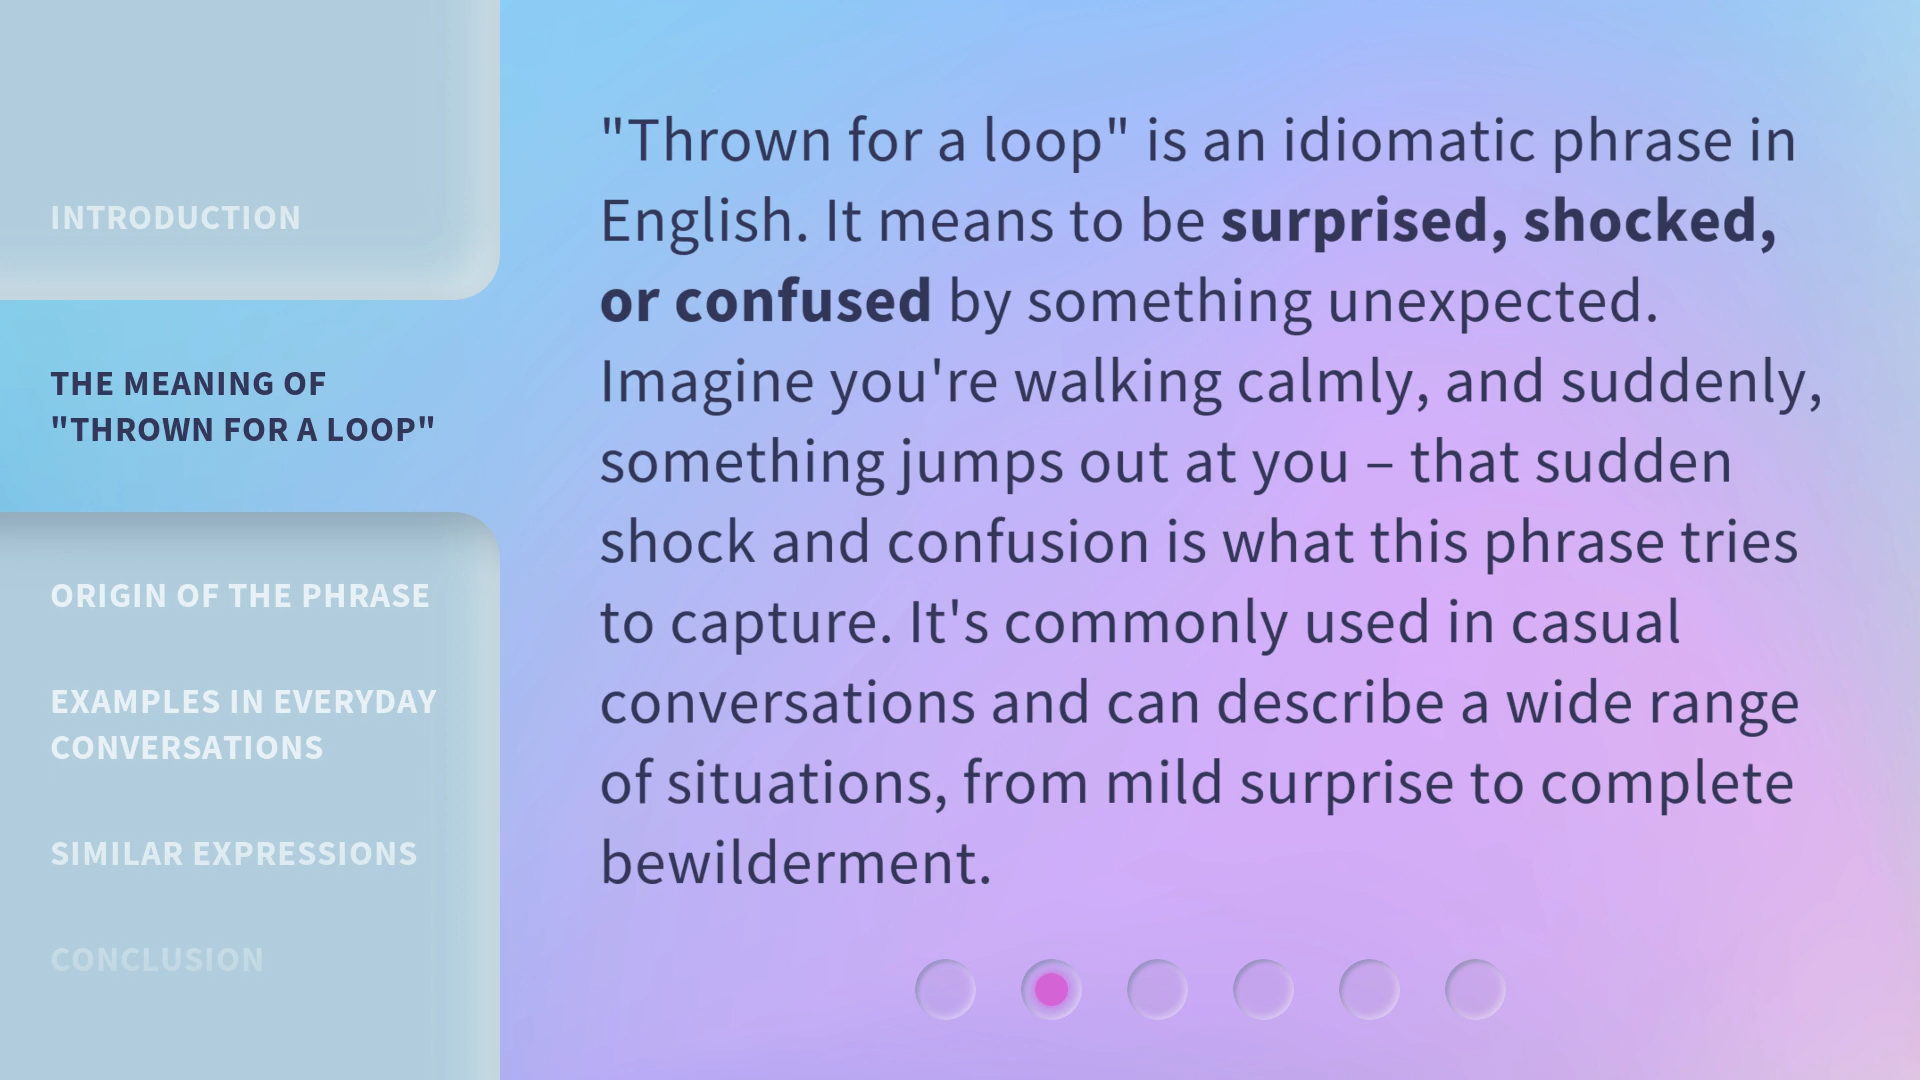 INTRODUCTION
THE MEANING OF
"THROWN FOR A LOOP"
ORIGIN OF THE PHRASE
EXAMPLES IN EVERYDAY
CONVERSATIONS
SIMILAR EXPRESSIONS
CONCLUSION
"Thrown for a loop" is an idiomatic phrase in
English. It means to be surprised, shocked,
or confused by something unexpected.
Imagine you're walking calmly, and suddenly,
something jumps out at you – that sudden
shock and confusion is what this phrase tries
to capture. It's commonly used in casual
conversations and can describe a wide range
of situations, from mild surprise to complete
bewilderment.